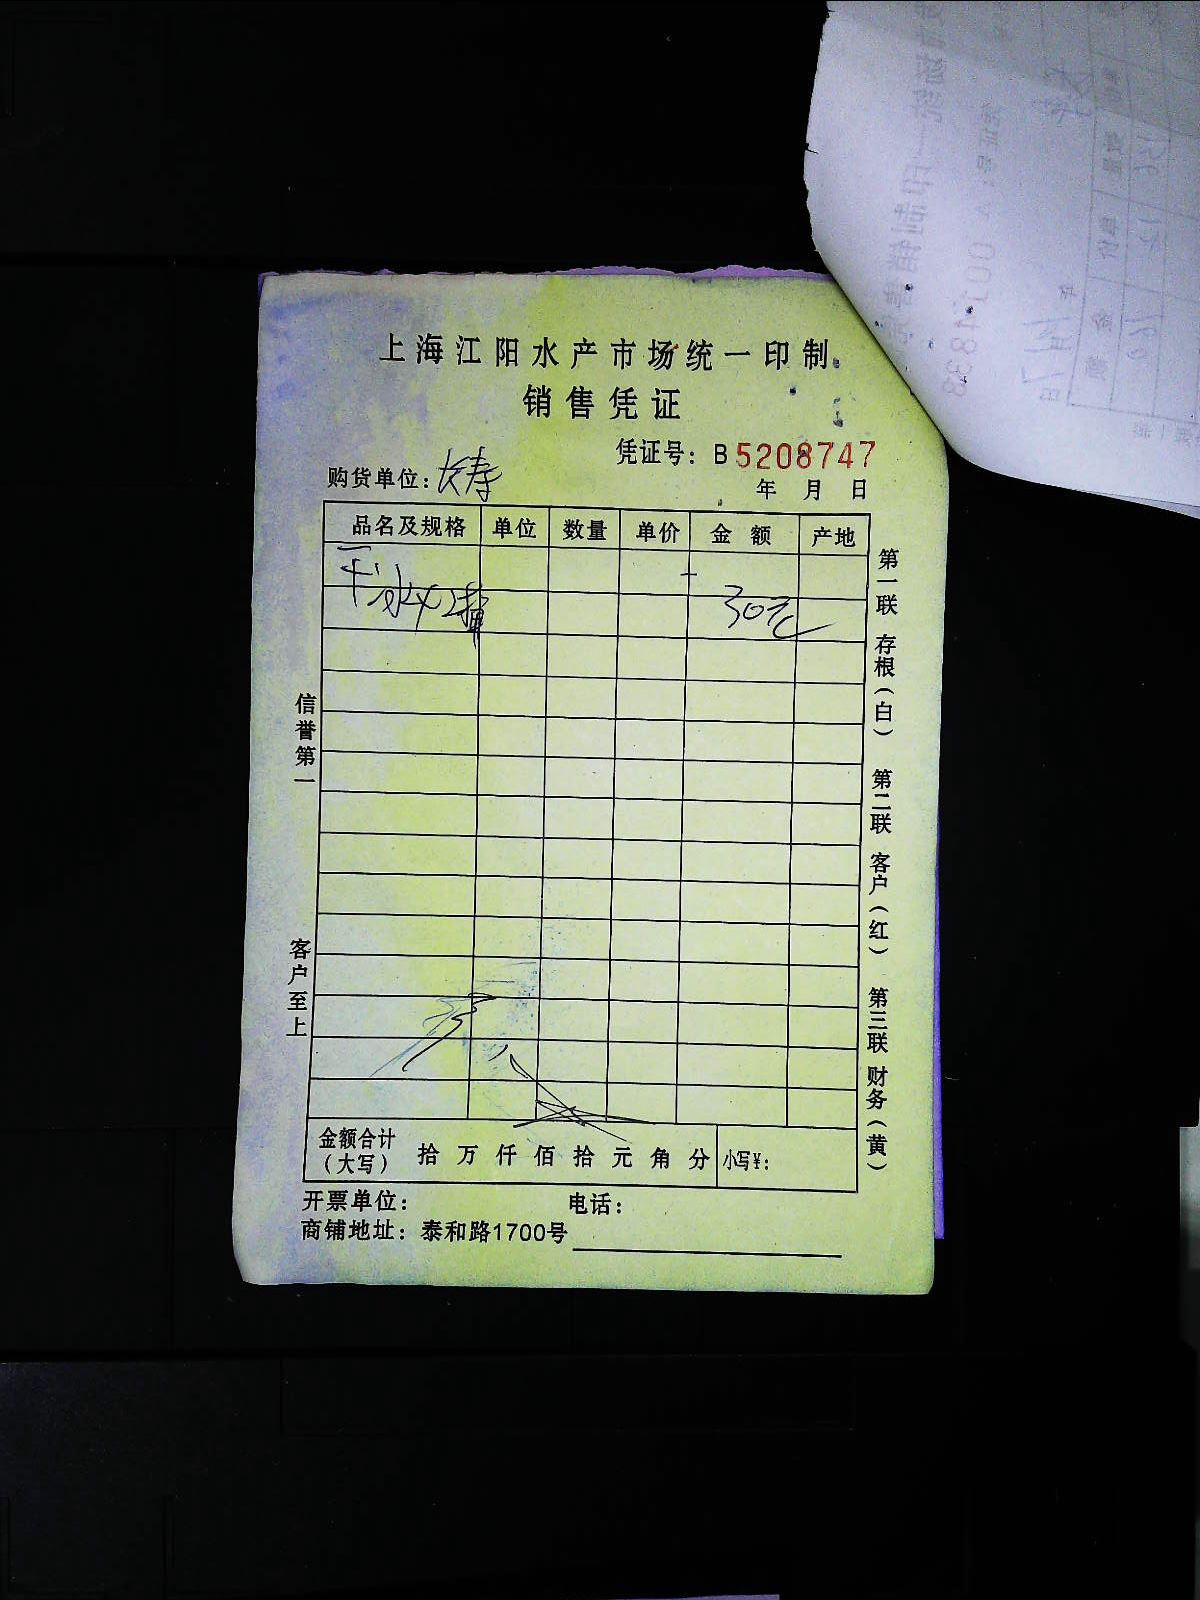 上海江阳水产市场统一印制
销售凭证
凭证号：B 5208747
购货单位：长寿
年 月 日
品名及规格 单位 数量 单价 金额 产地
30元
金额合计（大写） 拾 万 仟 佰 拾 元 角 分 小写¥：
开票单位： 电话：
商铺地址：泰和路1700号
信誉第一
客户至上
第一联 存根（白）
第二联 客户（红）
第三联 财务（黄）